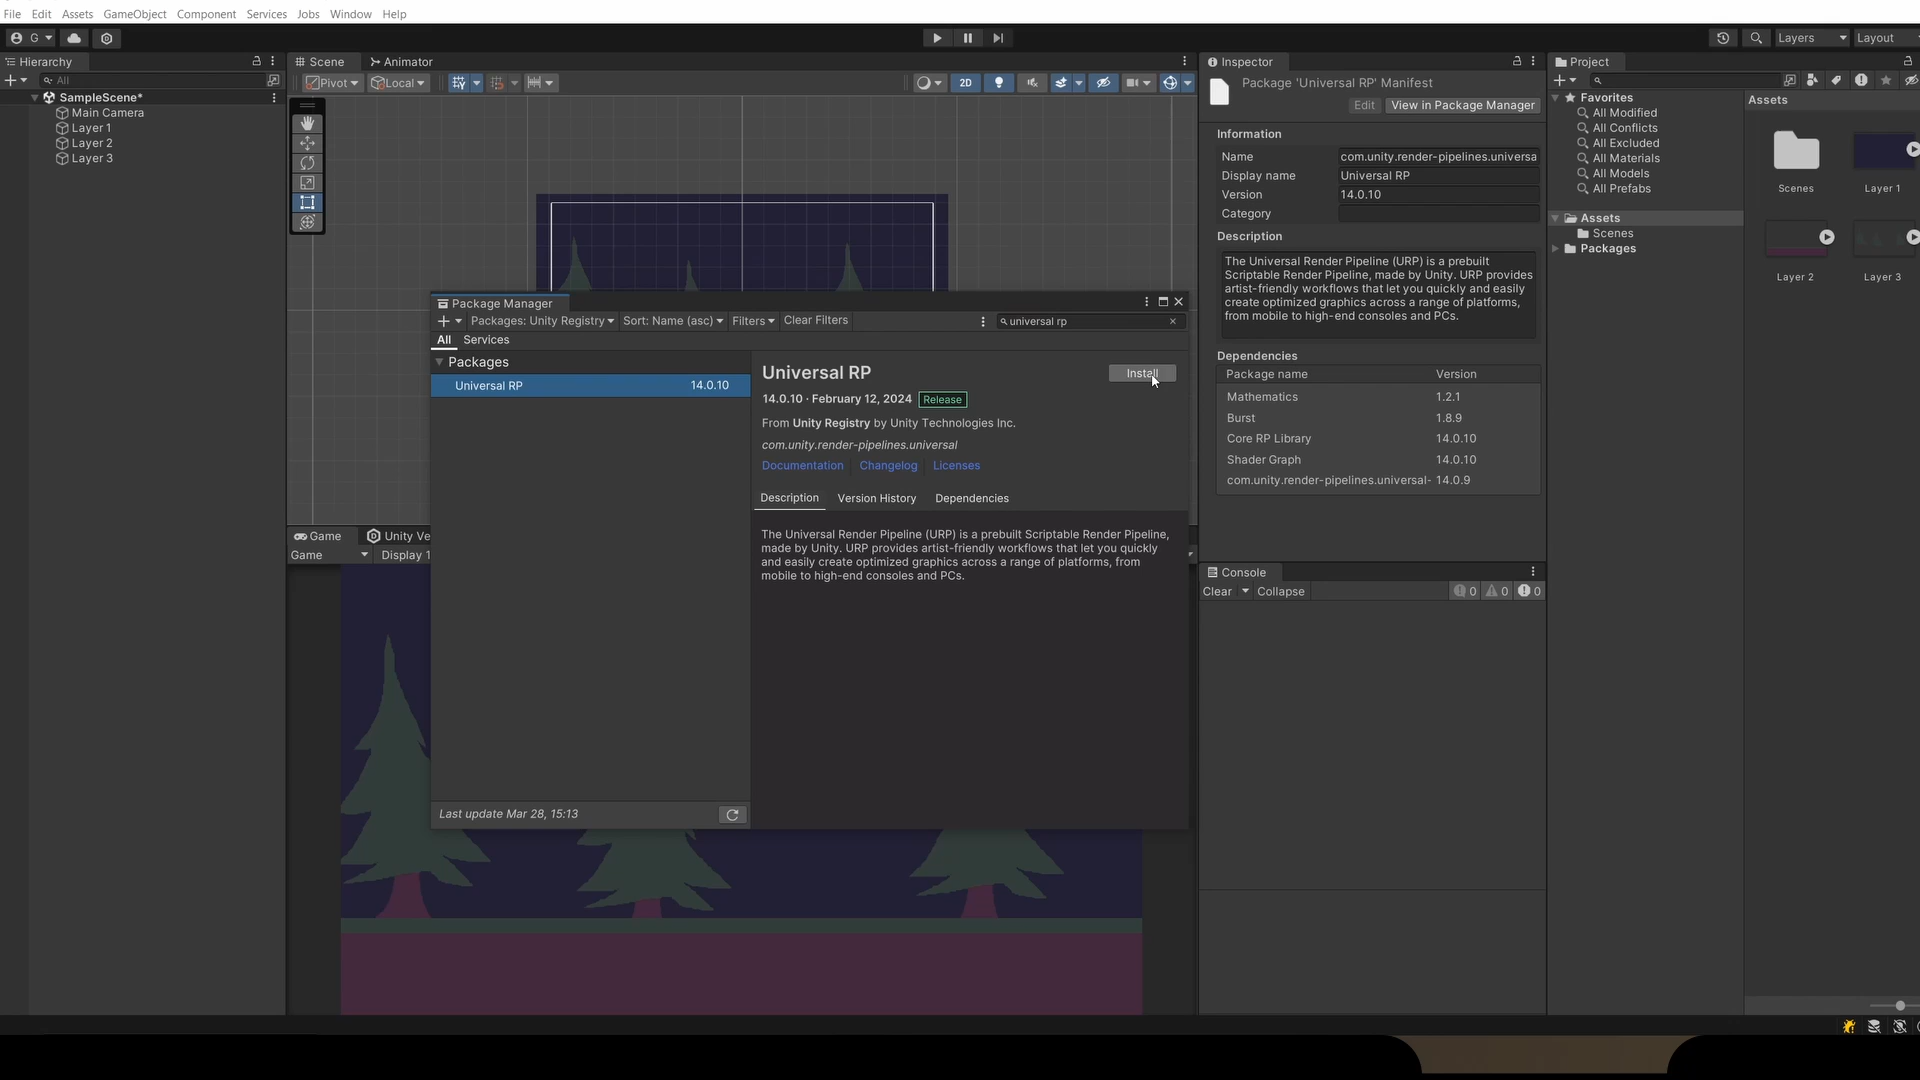 File Edit Assets GameObject Component Services Jobs Window Help
G
Layers
Layout
Hierarchy
All
SampleScene*
Main Camera
Layer 1
Layer 2
Layer 3
Scene
Animator
Pivot
Local
2D
Package Manager
Packages: Unity Registry
Sort: Name (asc)
Filters
Clear Filters
universal rp
All
Services
Packages
Universal RP 14.0.10
Last update Mar 28, 15:13
Universal RP
Install
14.0.10 · February 12, 2024 Release
From Unity Registry by Unity Technologies Inc.
com.unity.render-pipelines.universal
Documentation Changelog Licenses
Description Version History Dependencies
The Universal Render Pipeline (URP) is a prebuilt Scriptable Render Pipeline,
made by Unity. URP provides artist-friendly workflows that let you quickly
and easily create optimized graphics across a range of platforms, from
mobile to high-end consoles and PCs.
Game
Unity Ve
Game
Display 1
Inspector
Package 'Universal RP' Manifest
Edit
View in Package Manager
Information
Name com.unity.render-pipelines.universa
Display name Universal RP
Version 14.0.10
Category
Description
The Universal Render Pipeline (URP) is a prebuilt
Scriptable Render Pipeline, made by Unity. URP provides
artist-friendly workflows that let you quickly and easily
create optimized graphics across a range of platforms,
from mobile to high-end consoles and PCs.
Dependencies
Package name Version
Mathematics 1.2.1
Burst 1.8.9
Core RP Library 14.0.10
Shader Graph 14.0.10
com.unity.render-pipelines.universal- 14.0.9
Console
Clear
Collapse
0
0
0
Project
Favorites
All Modified
All Conflicts
All Excluded
All Materials
All Models
All Prefabs
Assets
Scenes
Packages
Assets
Scenes
Layer 1
Layer 2
Layer 3